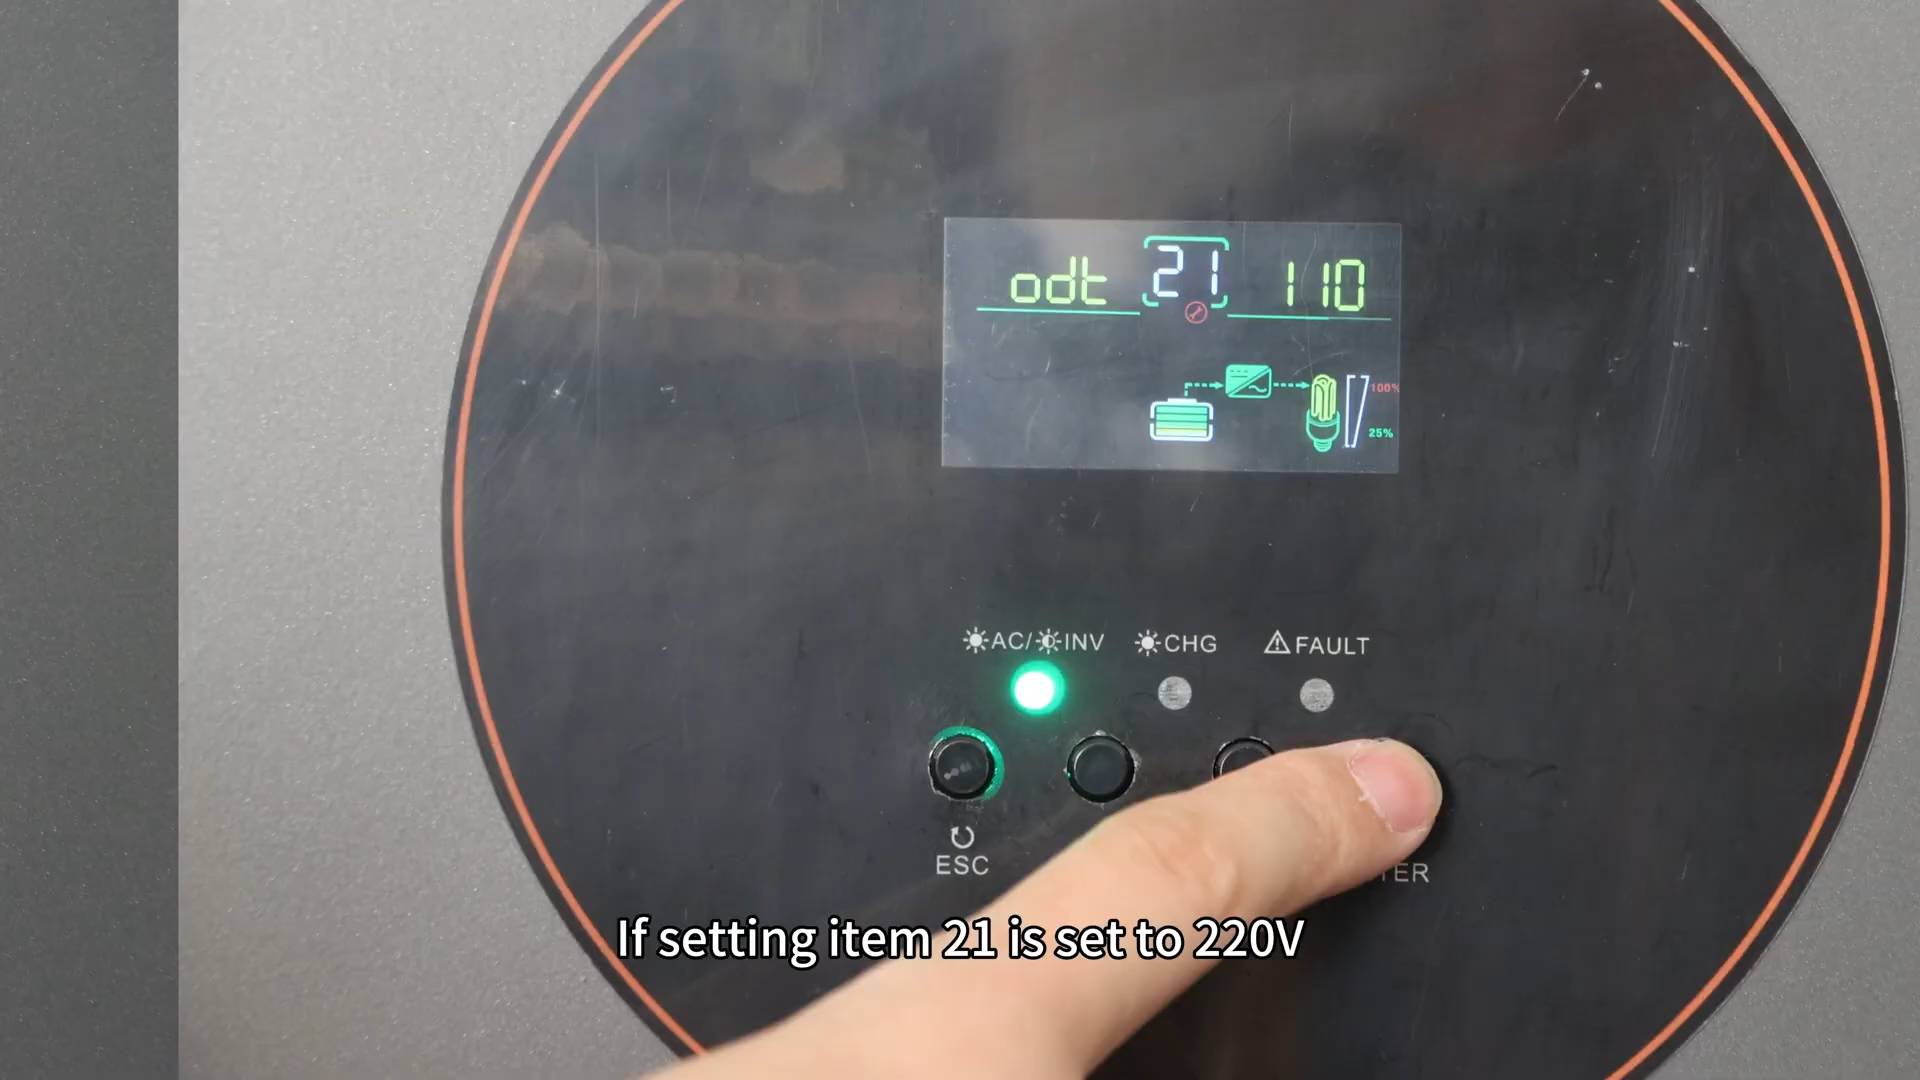 odt 21 110
100%
25%
AC/ INV CHG FAULT
ESC
TER
If setting item 21 is set to 220V